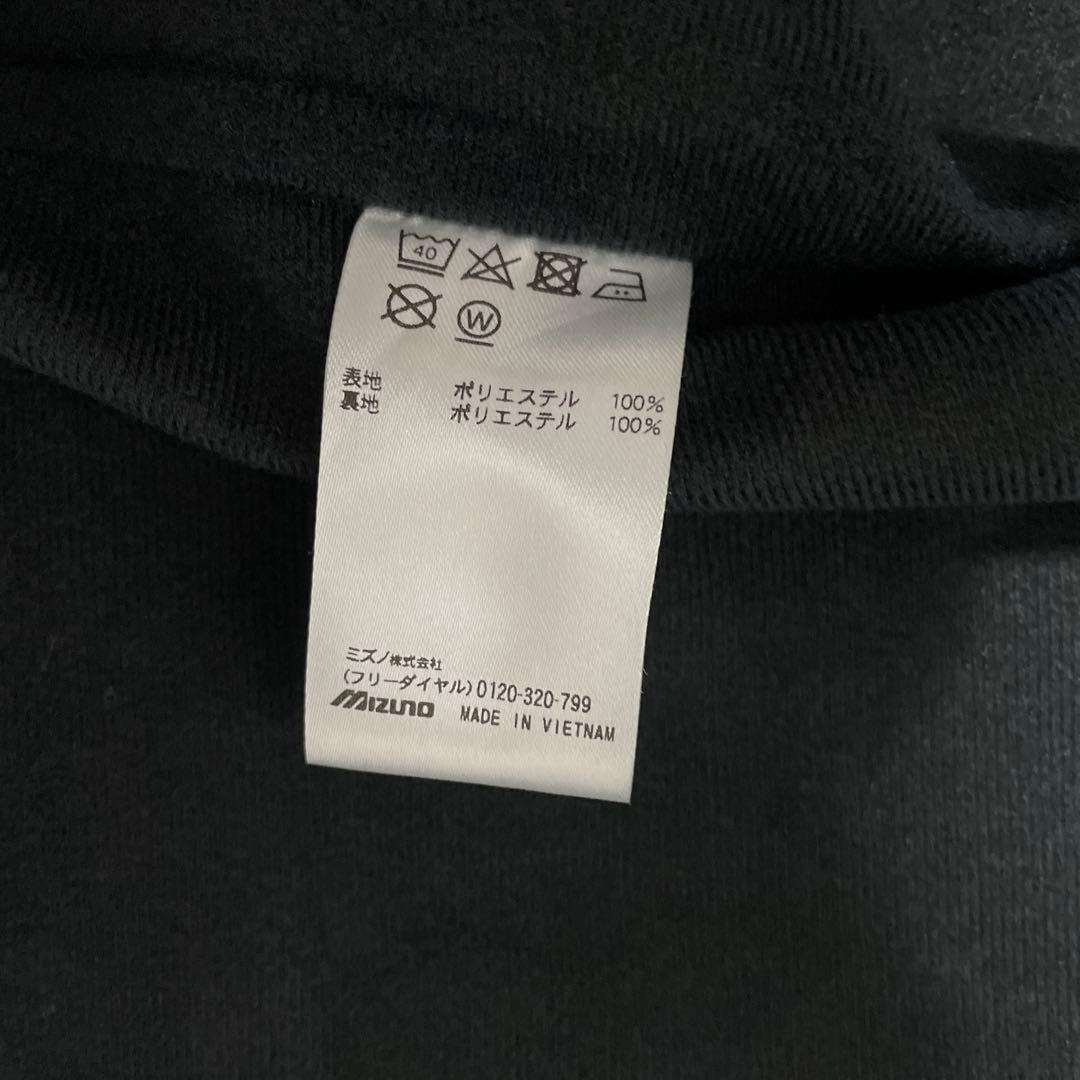 40
W
表地 ポリエステル 100%
裏地 ポリエステル 100%
ミズノ株式会社
(フリーダイヤル)0120-320-799
MIZUNO MADE IN VIETNAM